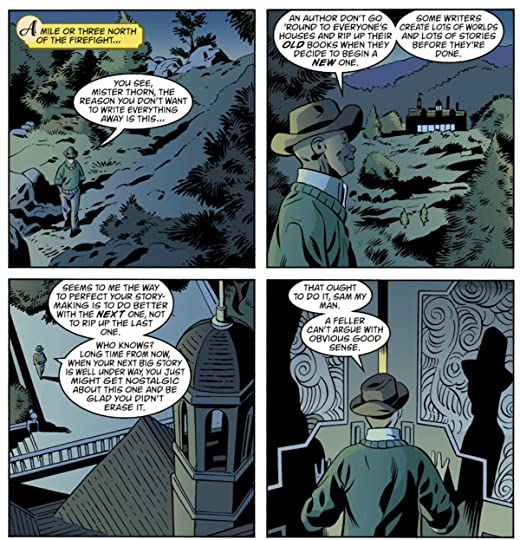 A MILE OR THREE NORTH
OF THE FIREFIGHT...
YOU SEE,
MISTER THORN, THE
REASON YOU DON'T WANT
TO WRITE EVERYTHING
AWAY IS THIS...
AN AUTHOR DON'T GO
'ROUND TO EVERYONE'S
HOUSES AND RIP UP THEIR
OLD BOOKS WHEN THEY
DECIDE TO BEGIN A
NEW ONE.
SOME WRITERS
CREATE LOTS OF WORLDS
AND LOTS OF STORIES
BEFORE THEY'RE
DONE.
SEEMS TO ME THE WAY
TO PERFECT YOUR STORY-
MAKING IS TO DO BETTER
WITH THE NEXT ONE, NOT
TO RIP UP THE LAST
ONE.
WHO KNOWS?
LONG TIME FROM NOW,
WHEN YOUR NEXT BIG STORY
IS WELL UNDER WAY, YOU JUST
MIGHT GET NOSTALGIC
ABOUT THIS ONE AND BE
GLAD YOU DIDN'T
ERASE IT.
THAT OUGHT
TO DO IT, SAM MY
MAN.
A FELLER
CAN'T ARGUE WITH
OBVIOUS GOOD
SENSE.